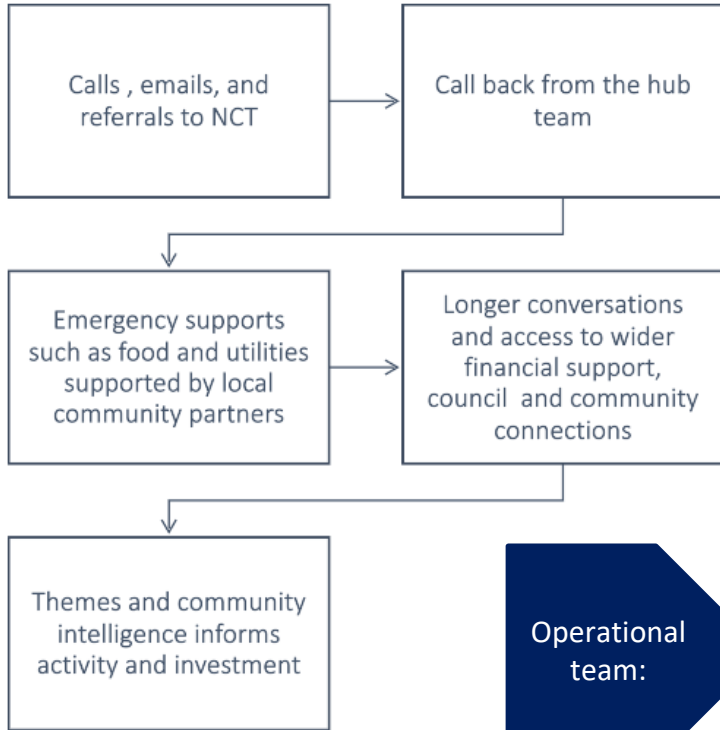 Calls , emails, and
referrals to NCT
Call back from the hub
team
Emergency supports
such as food and utilities
supported by local
community partners
Longer conversations
and access to wider
financial support,
council and community
connections
Themes and community
intelligence informs
activity and investment
Operational
team: